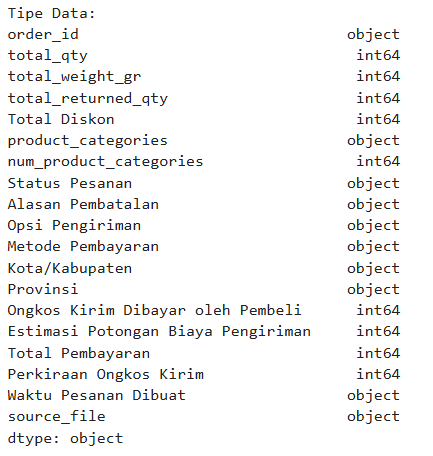 Tipe Data:
order_id object
total_qty int64
total_weight_gr int64
total_returned_qty int64
Total Diskon int64
product_categories object
num_product_categories int64
Status Pesanan object
Alasan Pembatalan object
Opsi Pengiriman object
Metode Pembayaran object
Kota/Kabupaten object
Provinsi object
Ongkos Kirim Dibayar oleh Pembeli int64
Estimasi Potongan Biaya Pengiriman int64
Total Pembayaran int64
Perkiraan Ongkos Kirim int64
Waktu Pesanan Dibuat object
source_file object
dtype: object